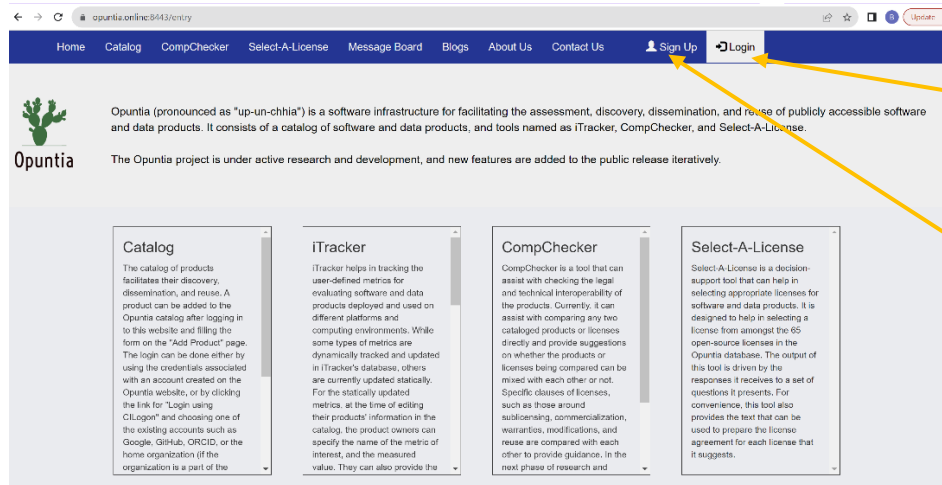 opuntia.online:8443/entry
Update
Home Catalog CompChecker Select-A-License Message Board Blogs About Us Contact Us Sign Up Login
Opuntia
Opuntia (pronounced as "up-un-chhia") is a software infrastructure for facilitating the assessment, discovery, dissemination, and reuse of publicly accessible software
and data products. It consists of a catalog of software and data products, and tools named as iTracker, CompChecker, and Select-A-License.
The Opuntia project is under active research and development, and new features are added to the public release iteratively.
Catalog
The catalog of products
facilitates their discovery,
dissemination, and reuse. A
product can be added to the
Opuntia catalog after logging in
to this website and filling the
form on the "Add Product" page.
The login can be done either by
using the credentials associated
with an account created on the
Opuntia website, or by clicking
the link for "Login using
CILogon" and choosing one of
the existing accounts such as
Google, GitHub, ORCID, or the
home organization (if the
organization is a part of the
iTracker
iTracker helps in tracking the
user-defined metrics for
evaluating software and data
products deployed and used on
different platforms and
computing environments. While
some types of metrics are
dynamically tracked and updated
in iTracker's database, others
are currently updated statically.
For the statically updated
metrics, at the time of editing
their products' information in the
catalog, the product owners can
specify the name of the metric of
interest, and the measured
value. They can also provide the
CompChecker
CompChecker is a tool that can
assist with checking the legal
and technical interoperability of
the products. Currently, it can
assist with comparing any two
cataloged products or licenses
directly and provide suggestions
on whether the products or
licenses being compared can be
mixed with each other or not.
Specific clauses of licenses,
such as those around
sublicensing, commercialization,
warranties, modifications, and
reuse are compared with each
other to provide guidance. In the
next phase of research and
Select-A-License
Select-A-License is a decision-
support tool that can help in
selecting appropriate licenses for
software and data products. It is
designed to help in selecting a
license from amongst the 65
open-source licenses in the
Opuntia database. The output of
this tool is driven by the
responses it receives to a set of
questions it presents. For
convenience, this tool also
provides the text that can be
used to prepare the license
agreement for each license that
it suggests.